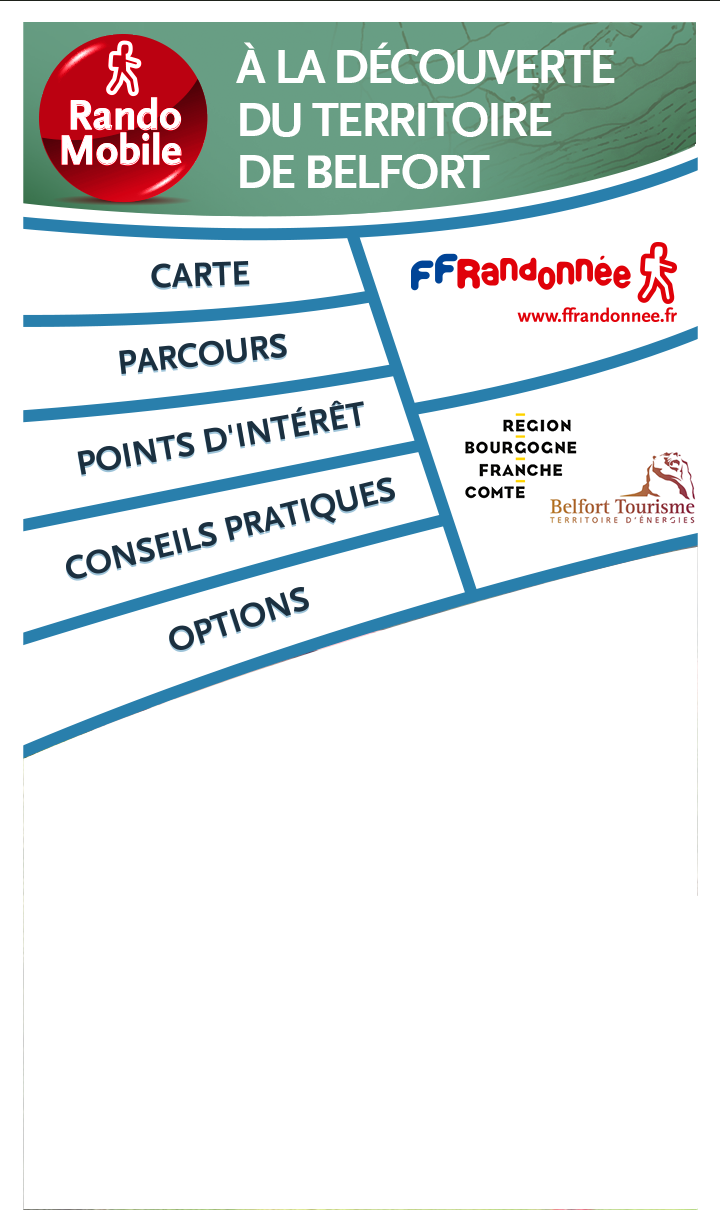 Rando
Mobile
À LA DÉCOUVERTE
DU TERRITOIRE
DE BELFORT
CARTE
PARCOURS
POINTS D'INTÉRÊT
CONSEILS PRATIQUES
OPTIONS
FFRandonnée
www.ffrandonnee.fr
REGION
BOURGOGNE
FRANCHE
COMTE
Belfort Tourisme
TERRITOIRE D'ÉNERGIES